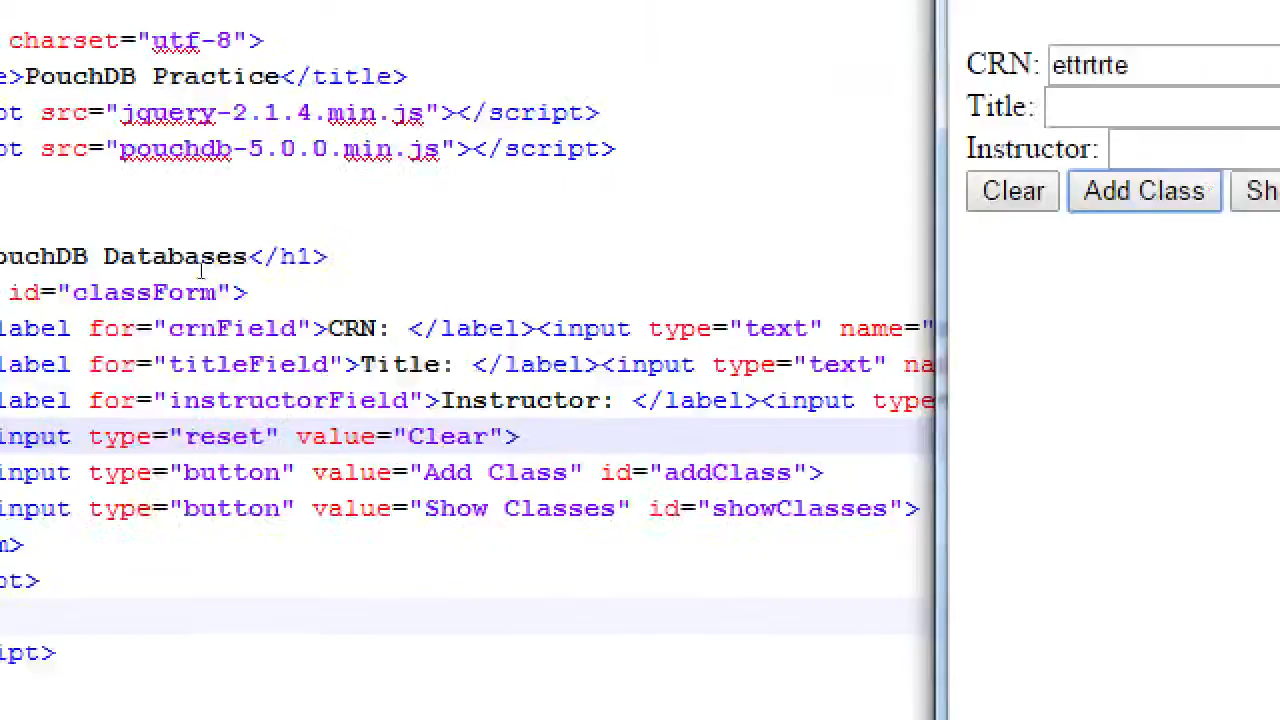 charset="utf-8">
e>PouchDB Practice</title>
pt src="jquery-2.1.4.min.js"></script>
pt src="pouchdb-5.0.0.min.js"></script>
ouchDB Databases</h1>
id="classForm">
label for="crnField">CRN: </label><input type="text" name="
label for="titleField">Title: </label><input type="text" na
label for="instructorField">Instructor: </label><input type
input type="reset" value="Clear">
input type="button" value="Add Class" id="addClass">
input type="button" value="Show Classes" id="showClasses">
m>
pt>
ipt>
CRN: ettrtrte
Title:
Instructor:
Clear Add Class Sh